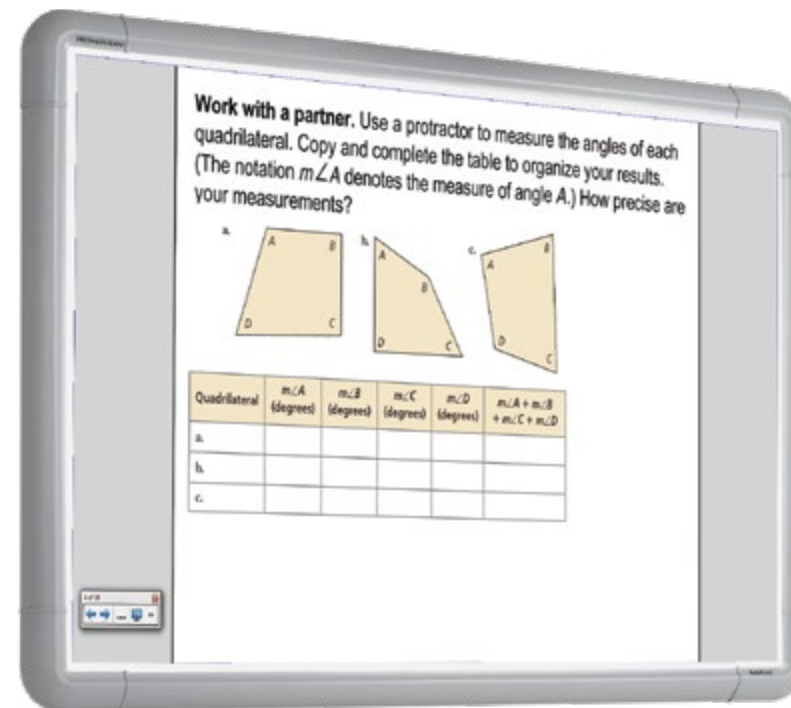 Work with a partner. Use a protractor to measure the angles of each
quadrilateral. Copy and complete the table to organize your results.
(The notation m∠A denotes the measure of angle A.) How precise are
your measurements?
a. b. c.
A B A A B
B
D C D C D C
Quadrilateral m∠A (degrees) m∠B (degrees) m∠C (degrees) m∠D (degrees) m∠A + m∠B + m∠C + m∠D
a.
b.
c.